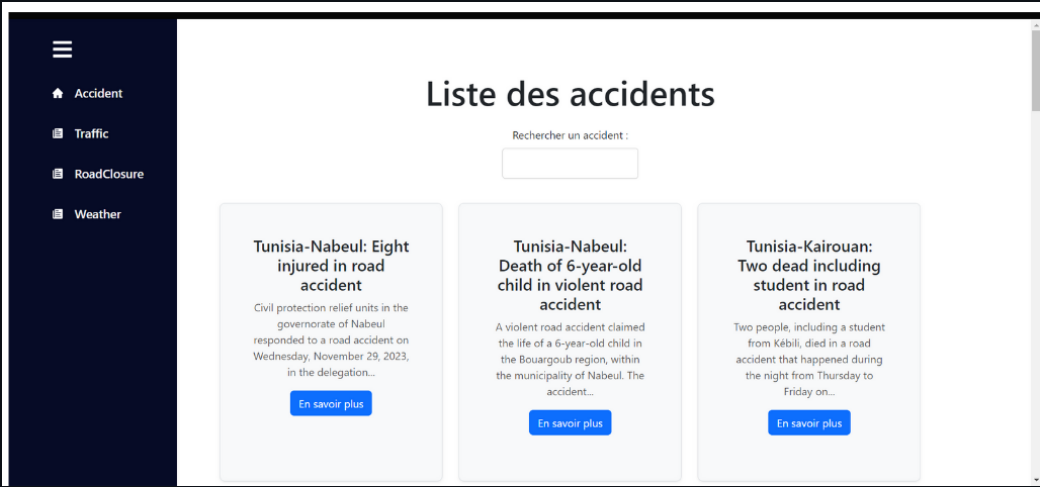 Accident
Traffic
RoadClosure
Weather
Liste des accidents
Rechercher un accident :
Tunisia-Nabeul: Eight
injured in road
accident
Civil protection relief units in the
governorate of Nabeul
responded to a road accident on
Wednesday, November 29, 2023,
in the delegation...
En savoir plus
Tunisia-Nabeul:
Death of 6-year-old
child in violent road
accident
A violent road accident claimed
the life of a 6-year-old child in
the Bouargoub region, within
the municipality of Nabeul. The
accident...
En savoir plus
Tunisia-Kairouan:
Two dead including
student in road
accident
Two people, including a student
from Kébili, died in a road
accident that happened during
the night from Thursday to
Friday on...
En savoir plus